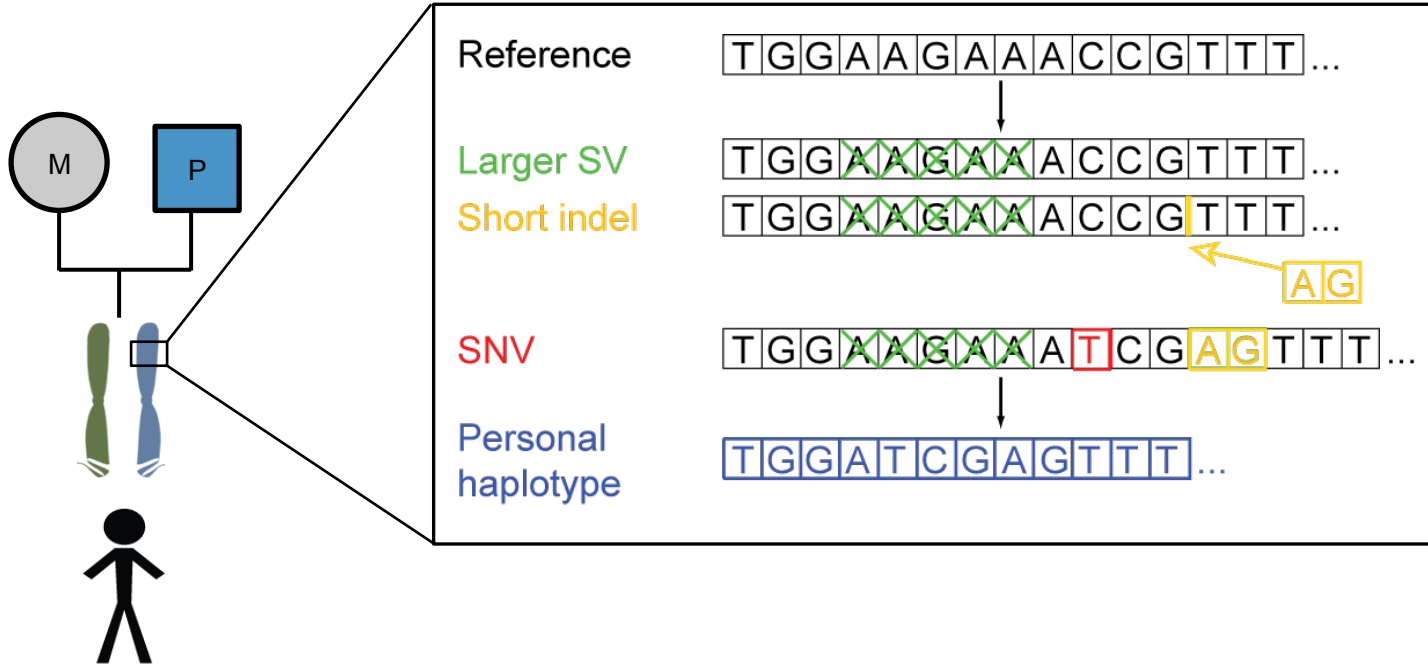 M
P
Reference TGGAAGAAACCGTTT...
Larger SV TGGAAGAAACCGTTT...
Short indel TGGAAGAAACCGTTT...
AG
SNV TGGAAGAAATCGAGTTT...
Personal
haplotype
TGGATCGAGTTT...